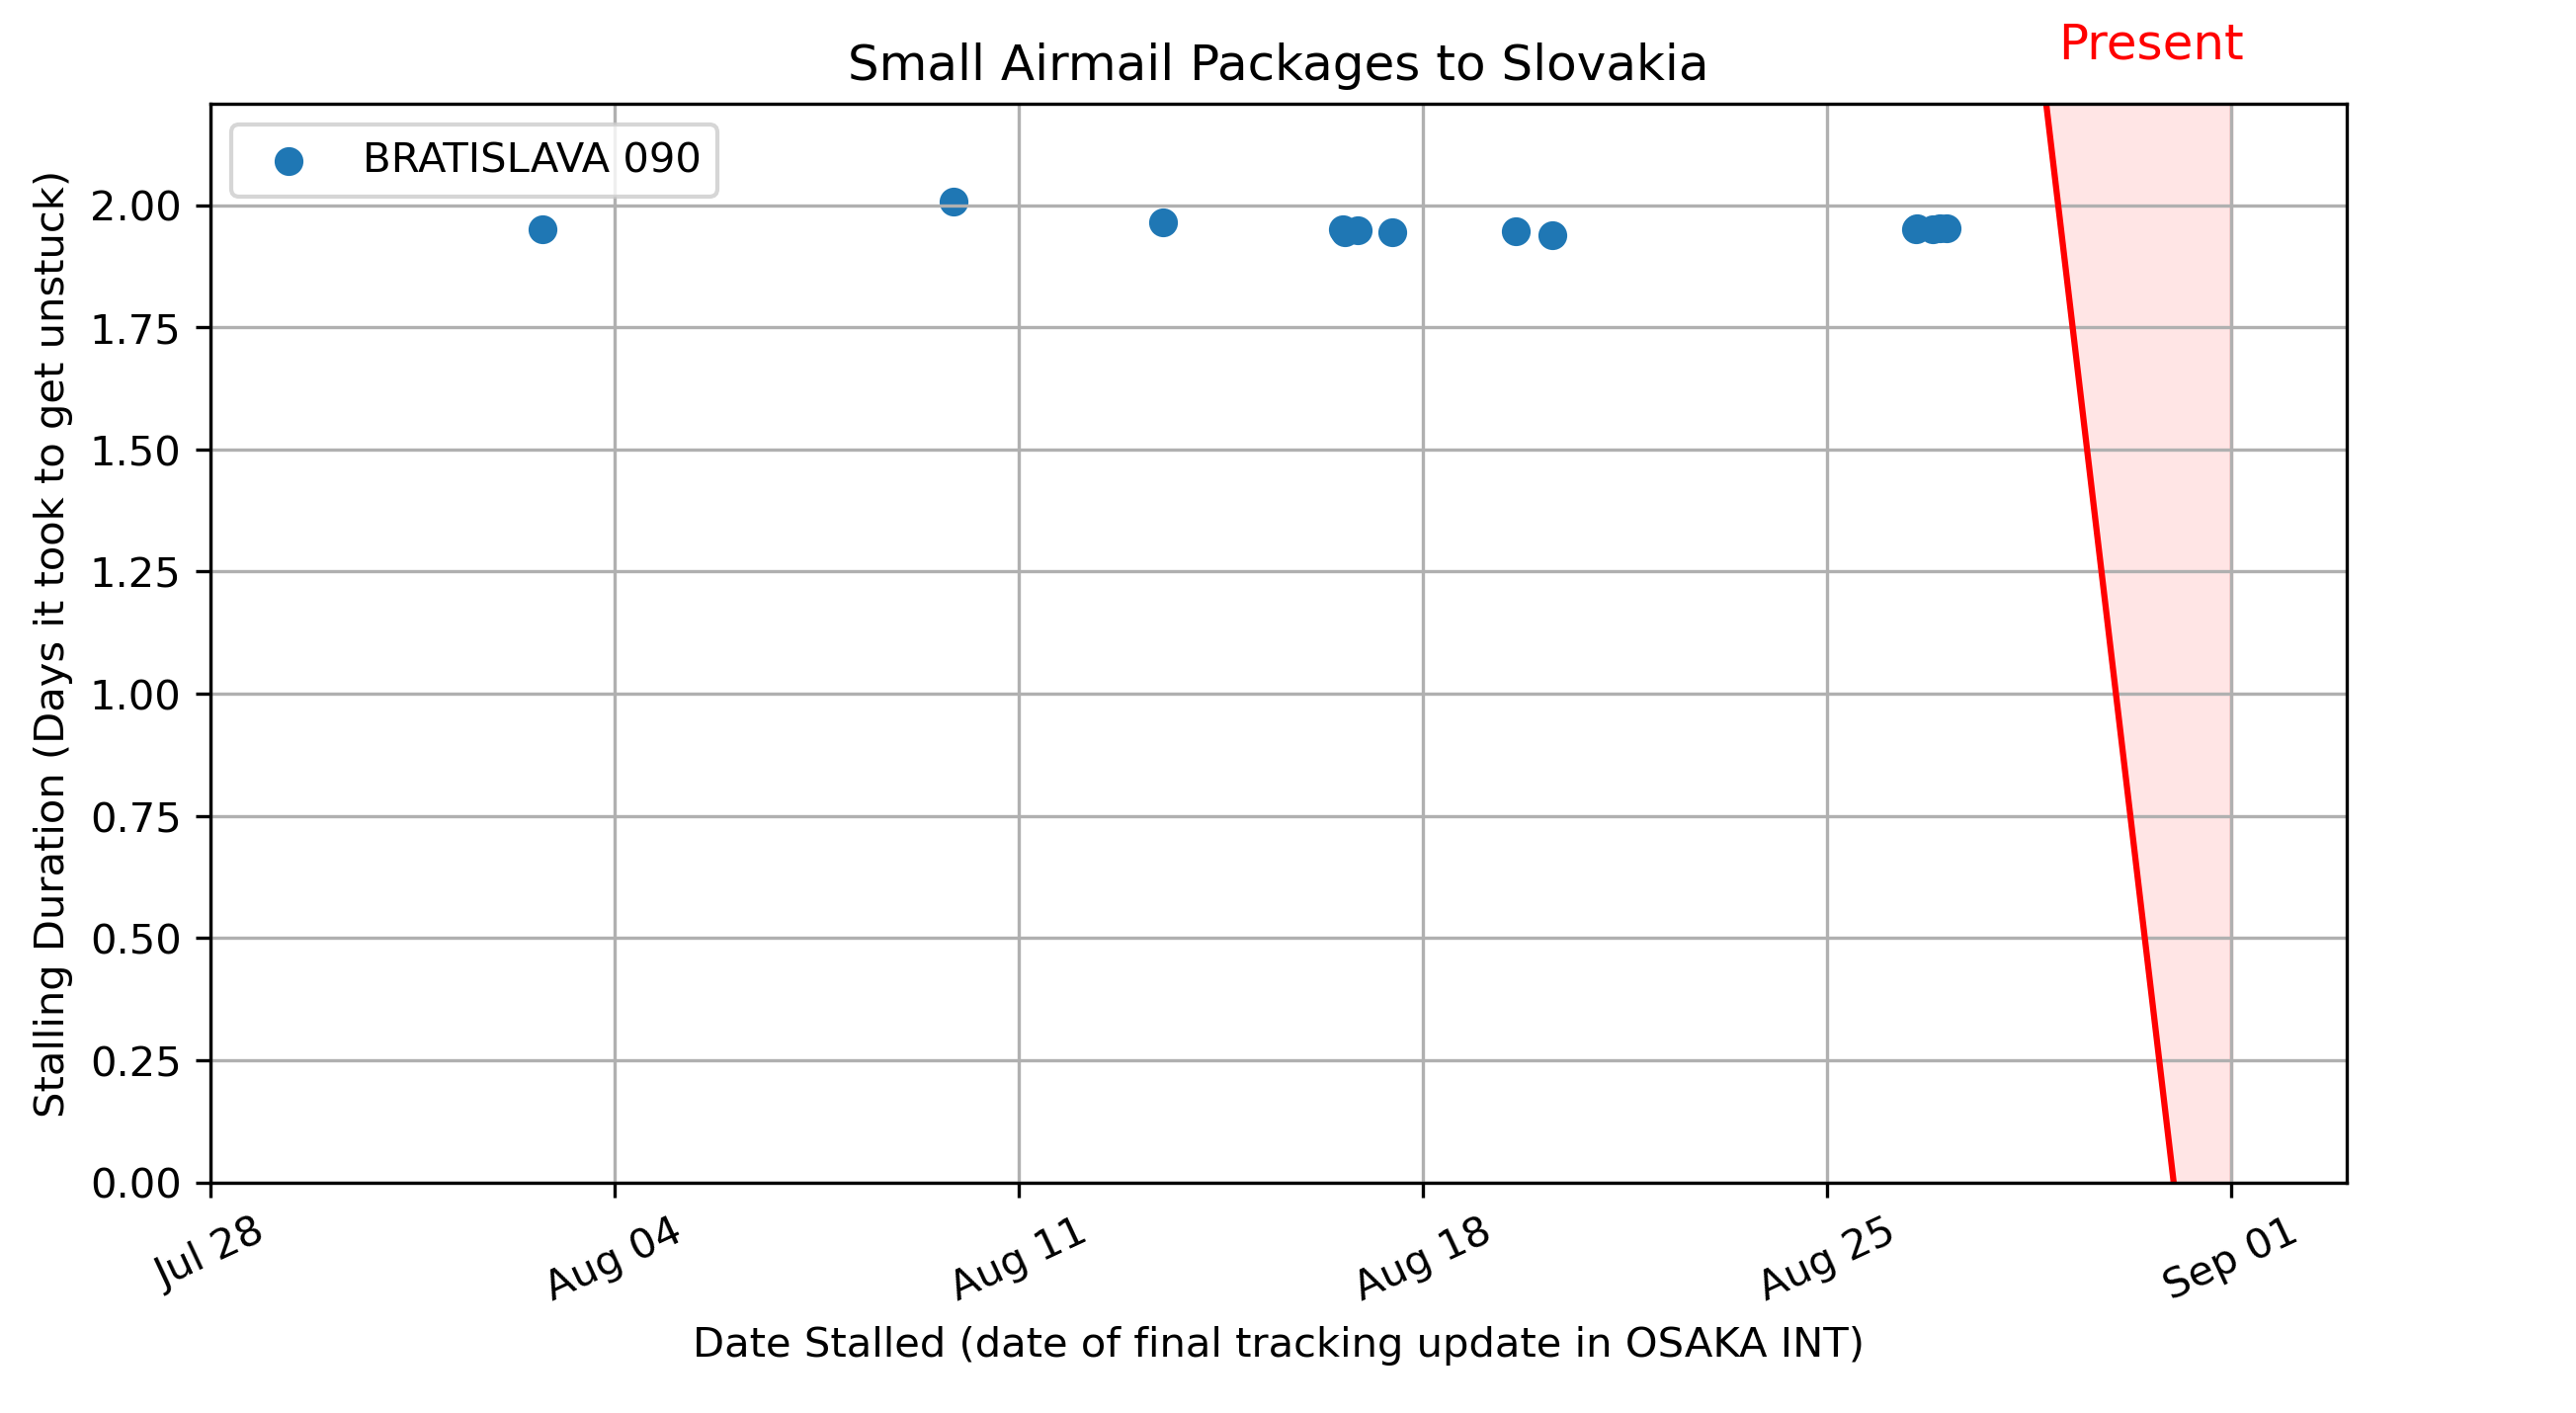 Present
Small Airmail Packages to Slovakia
BRATISLAVA 090
Stalling Duration (Days it took to get unstuck)
2.00
1.75
1.50
1.25
1.00
0.75
0.50
0.25
0.00
Jul 28
Aug 04
Aug 11
Aug 18
Aug 25
Sep 01
Date Stalled (date of final tracking update in OSAKA INT)